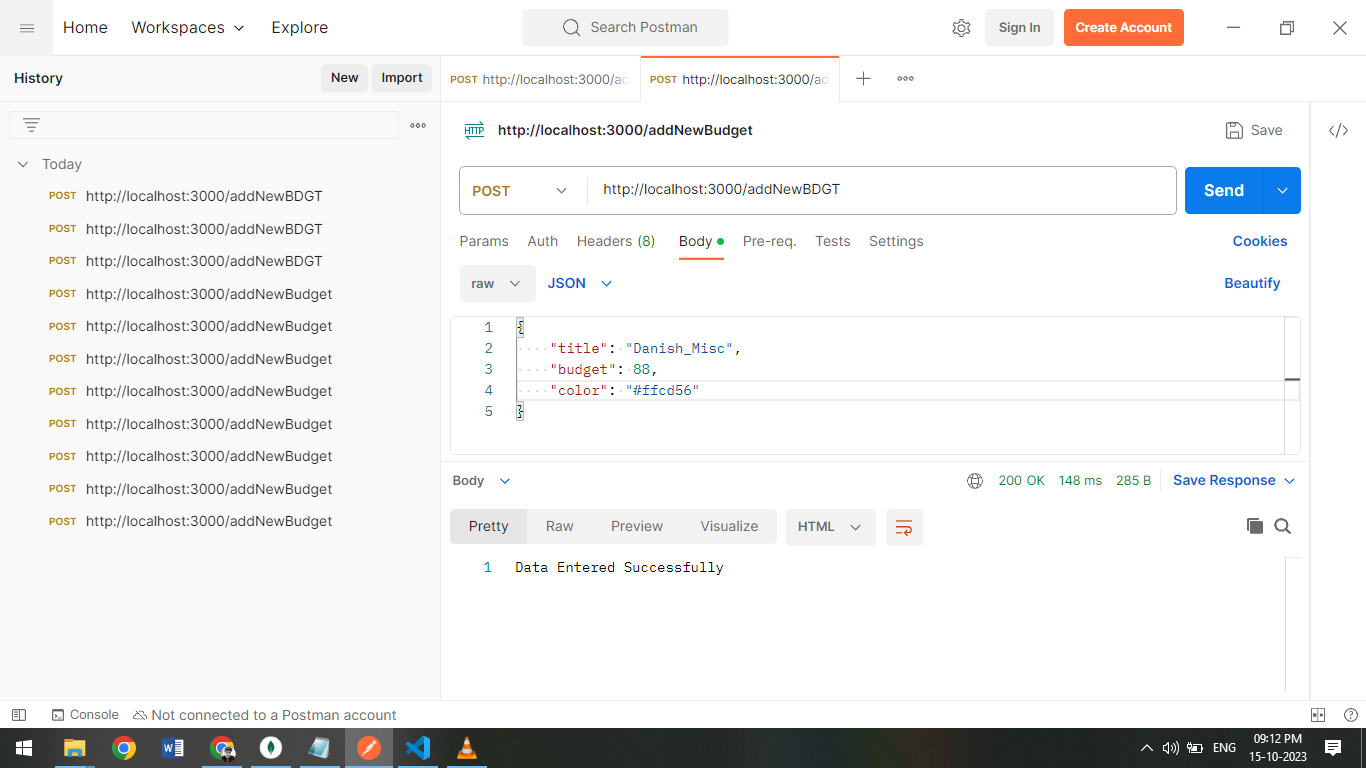 Home Workspaces Explore Search Postman Sign In Create Account
History New Import
POST http://localhost:3000/ad POST http://localhost:3000/ad
HTTP http://localhost:3000/addNewBudget Save
Today
POST http://localhost:3000/addNewBDGT
POST http://localhost:3000/addNewBDGT
POST http://localhost:3000/addNewBDGT
POST http://localhost:3000/addNewBudget
POST http://localhost:3000/addNewBudget
POST http://localhost:3000/addNewBudget
POST http://localhost:3000/addNewBudget
POST http://localhost:3000/addNewBudget
POST http://localhost:3000/addNewBudget
POST http://localhost:3000/addNewBudget
POST http://localhost:3000/addNewBudget
POST http://localhost:3000/addNewBDGT Send
Params Auth Headers (8) Body Pre-req. Tests Settings Cookies
raw JSON Beautify
1 {
2 "title": "Danish_Misc",
3 "budget": 88,
4 "color": "#ffcd56"
5 }
Body 200 OK 148 ms 285 B Save Response
Pretty Raw Preview Visualize HTML
1 Data Entered Successfully
Console Not connected to a Postman account
ENG 09:12 PM
15-10-2023